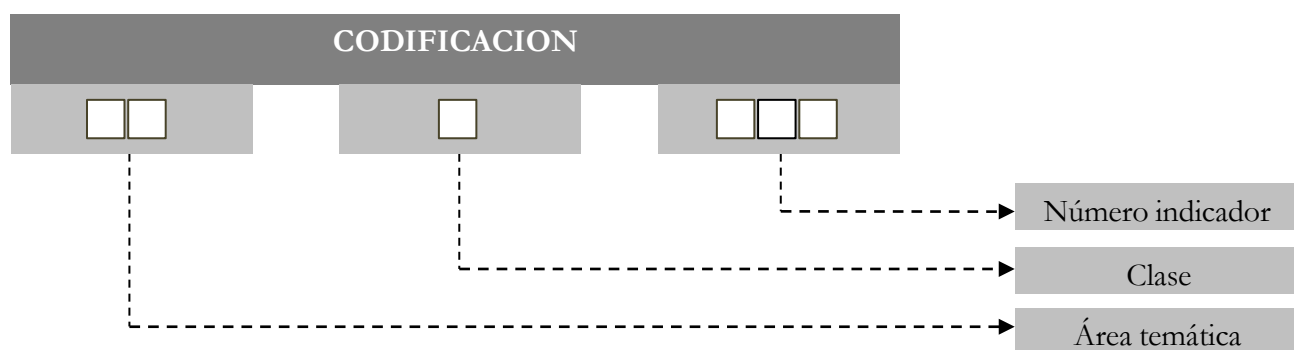 CODIFICACION
Número indicador
Clase
Área temática